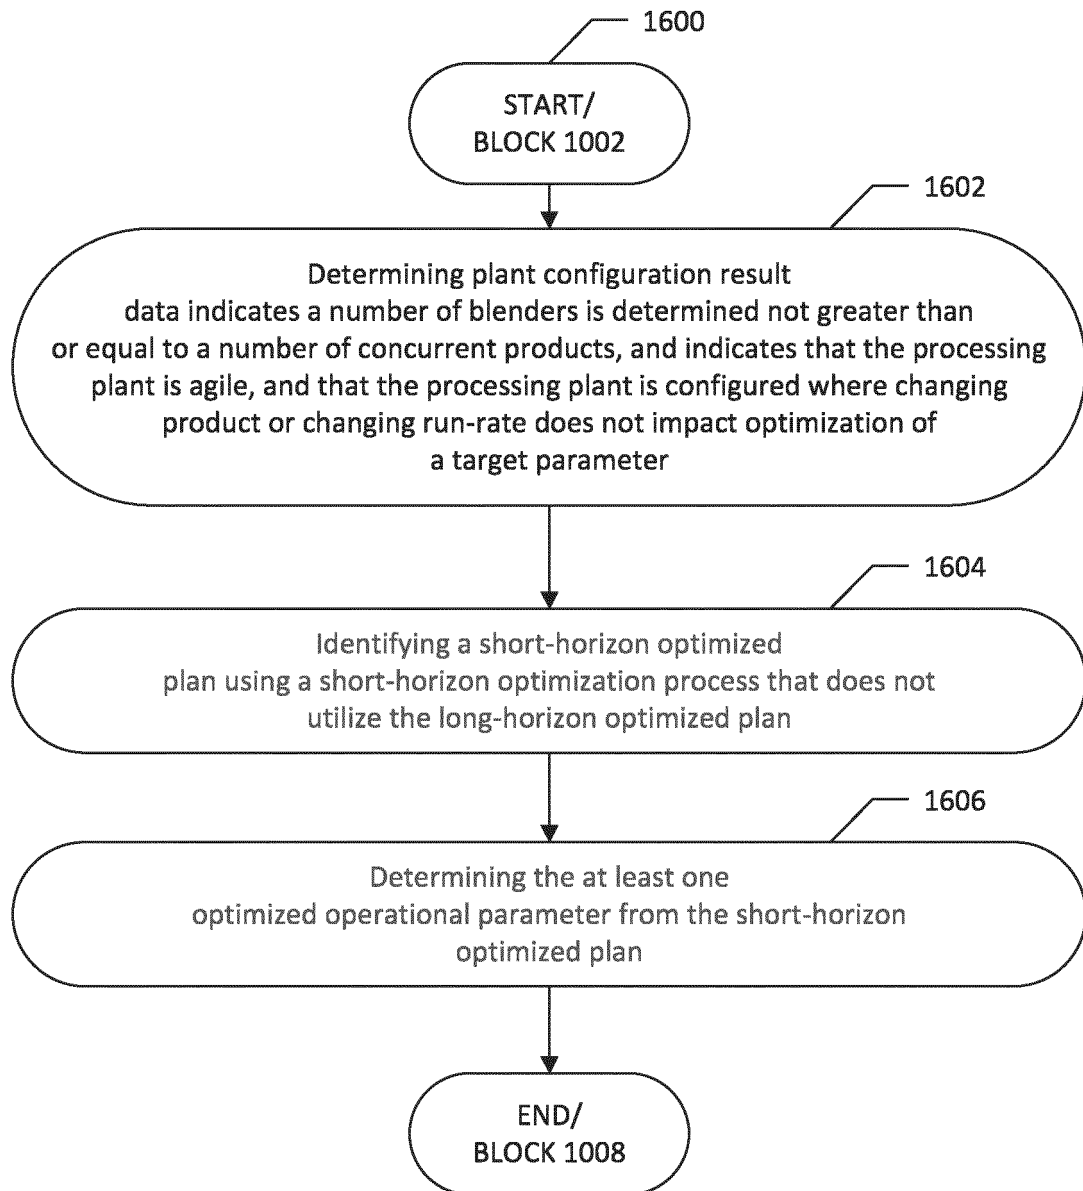 1600
START/
BLOCK 1002
1602
Determining plant configuration result
data indicates a number of blenders is determined not greater than
or equal to a number of concurrent products, and indicates that the processing
plant is agile, and that the processing plant is configured where changing
product or changing run-rate does not impact optimization of
a target parameter
1604
Identifying a short-horizon optimized
plan using a short-horizon optimization process that does not
utilize the long-horizon optimized plan
1606
Determining the at least one
optimized operational parameter from the short-horizon
optimized plan
END/
BLOCK 1008